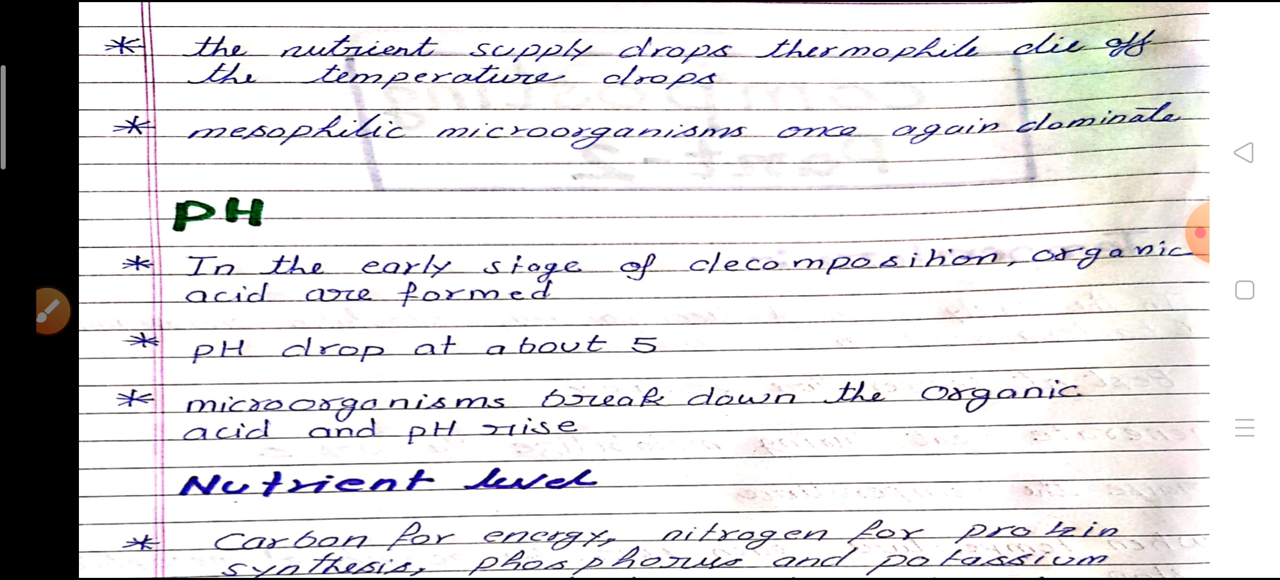 * the nutrient supply drops thermophile die off
the temperature drops
* mesophilic microorganisms once again dominate
PH
* In the early stage of decomposition, organic
acid are formed
* pH drop at about 5
* microorganisms break down the organic
acid and pH rise
Nutrient level
* Carbon for energy, nitrogen for protein
synthesis, phosphorus and potassium